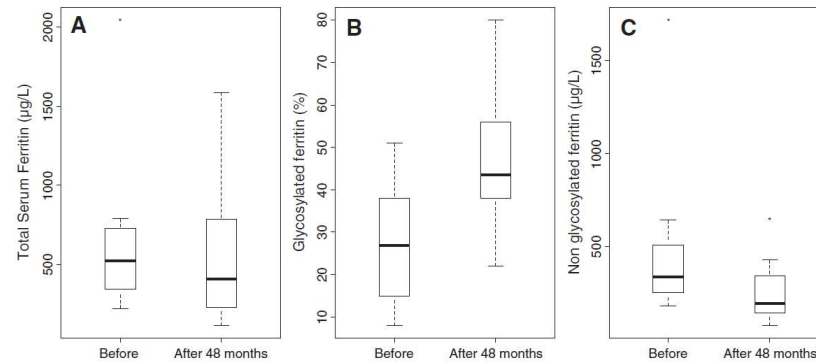 A
Total Serum Ferritin (µg/L)
2000
1500
1000
500
Before
After 48 months
B
Glycosylated ferritin (%)
80
70
60
50
40
30
20
10
Before
After 48 months
C
Non glycosylated ferritin (µg/L)
1500
1000
500
Before
After 48 months